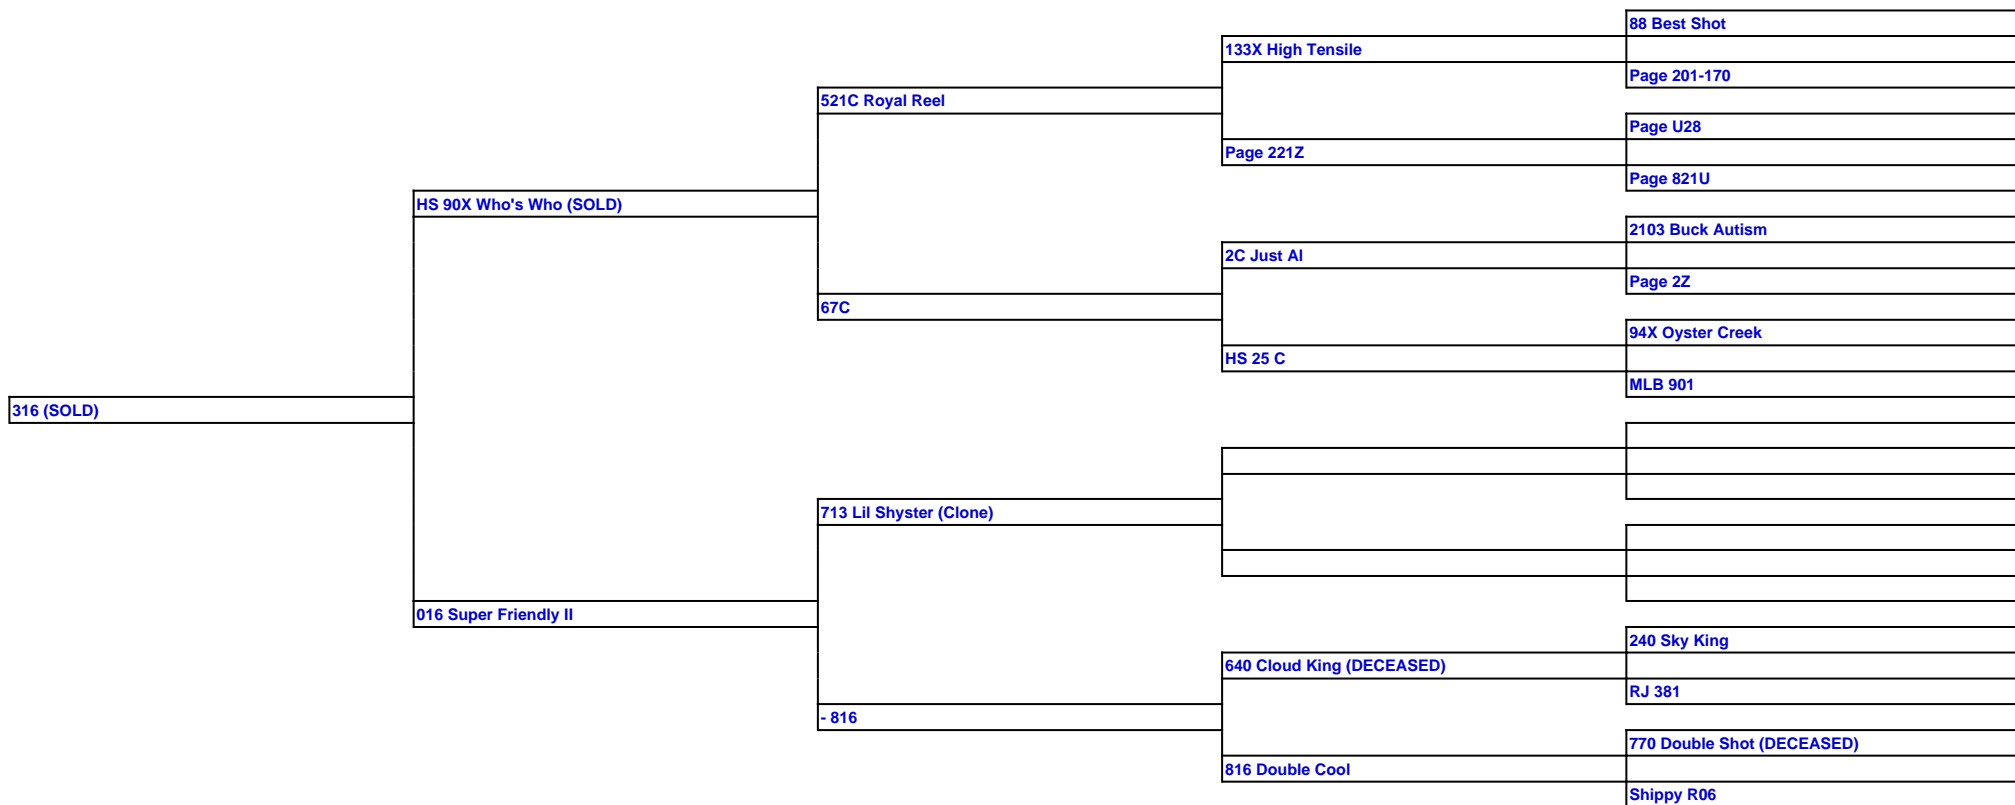 88 Best Shot
133X High Tensile
Page 201-170
521C Royal Reel
Page U28
Page 221Z
Page 821U
HS 90X Who's Who (SOLD)
2103 Buck Autism
2C Just AI
Page 2Z
67C
94X Oyster Creek
HS 25 C
MLB 901
316 (SOLD)
713 Lil Shyster (Clone)
016 Super Friendly II
240 Sky King
640 Cloud King (DECEASED)
RJ 381
- 816
770 Double Shot (DECEASED)
816 Double Cool
Shippy R06